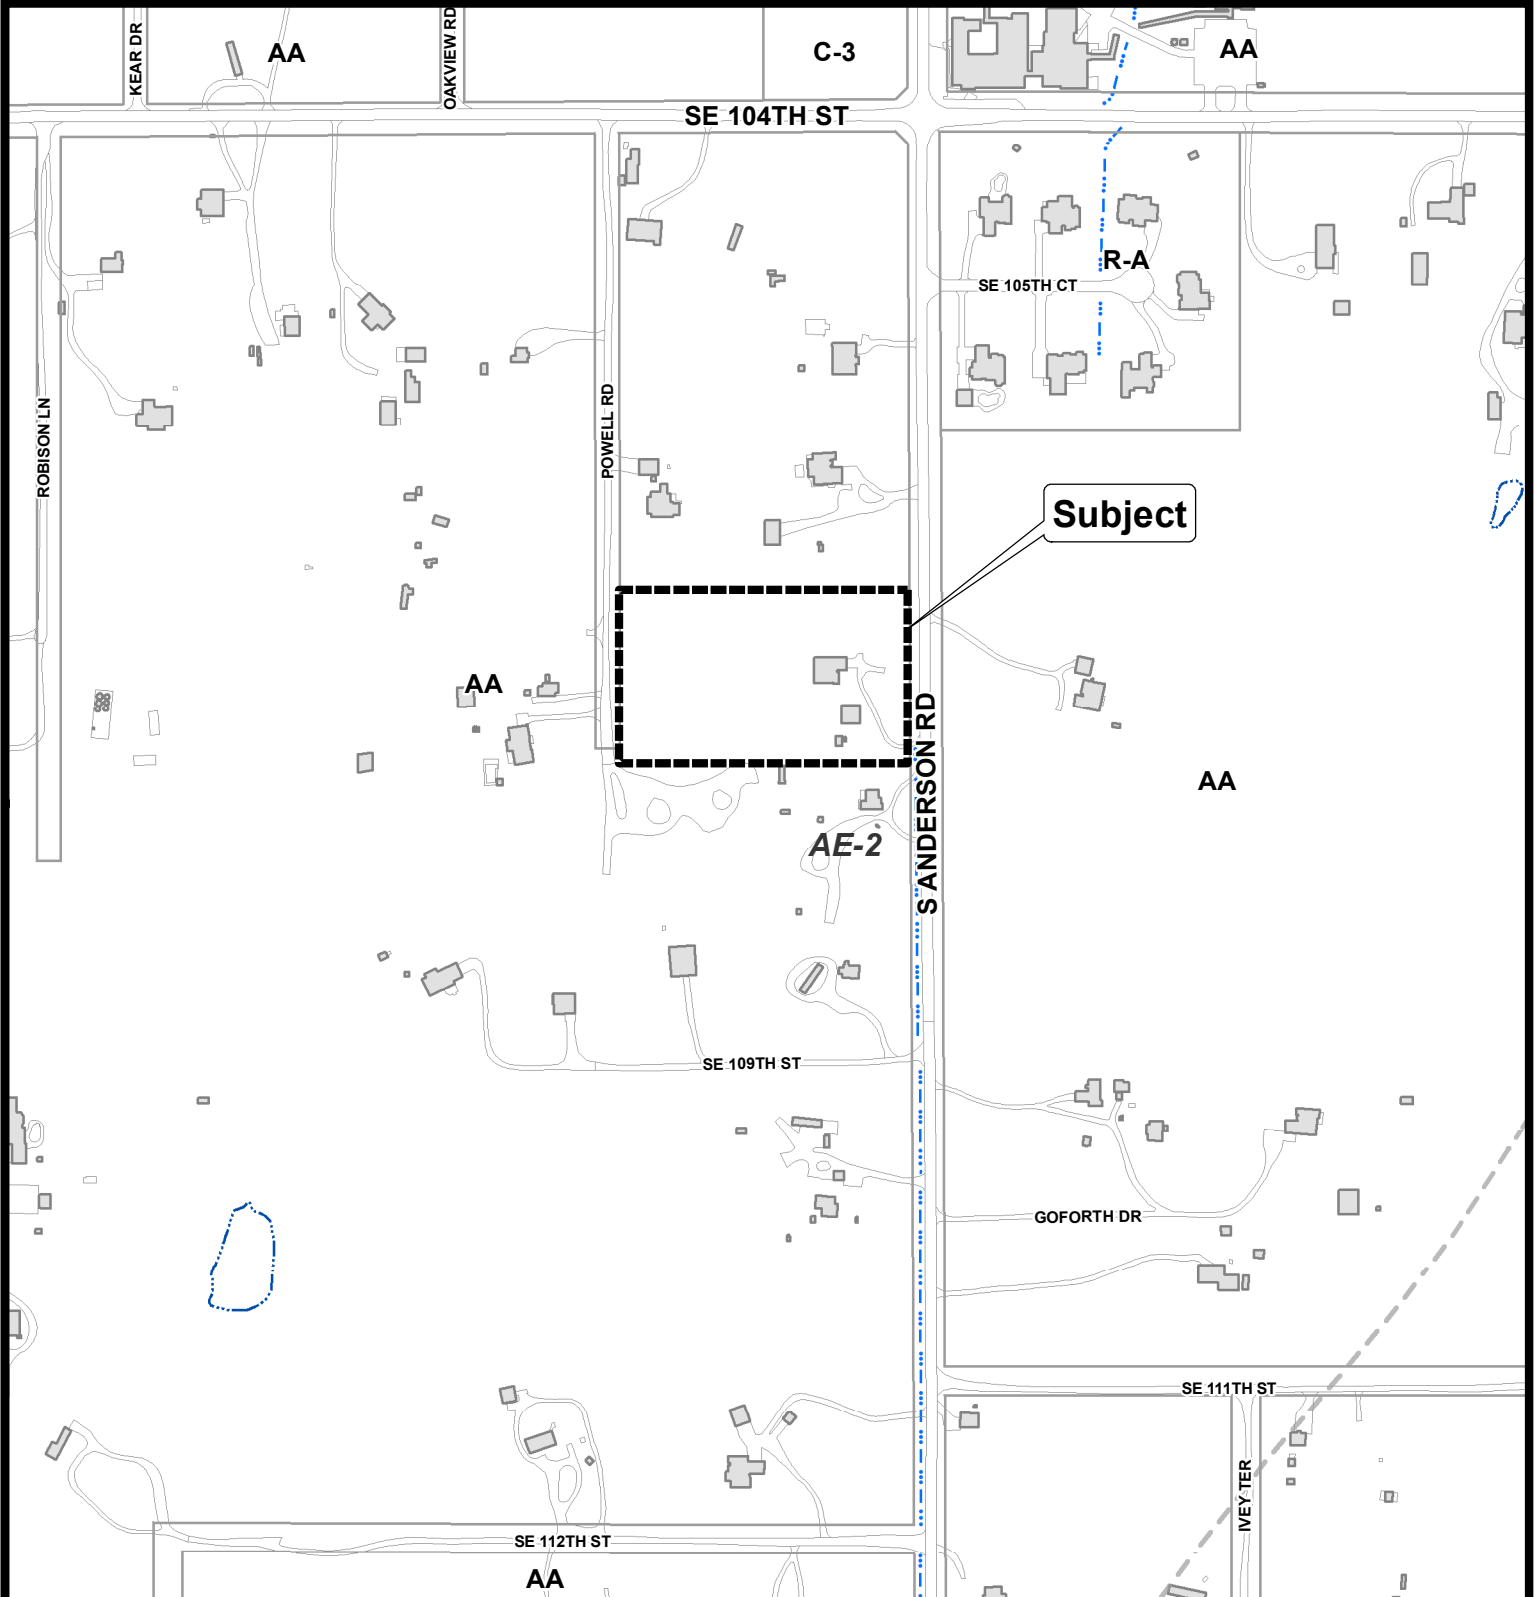 KEAR DR
AA
OAKVIEW RD
C-3
AA
SE 104TH ST
R-A
SE 105TH CT
ROBISON LN
POWELL RD
Subject
AA
S ANDERSON RD
AA
AE-2
SE 109TH ST
GOFORTH DR
SE 111TH ST
IVEY TER
SE 112TH ST
AA